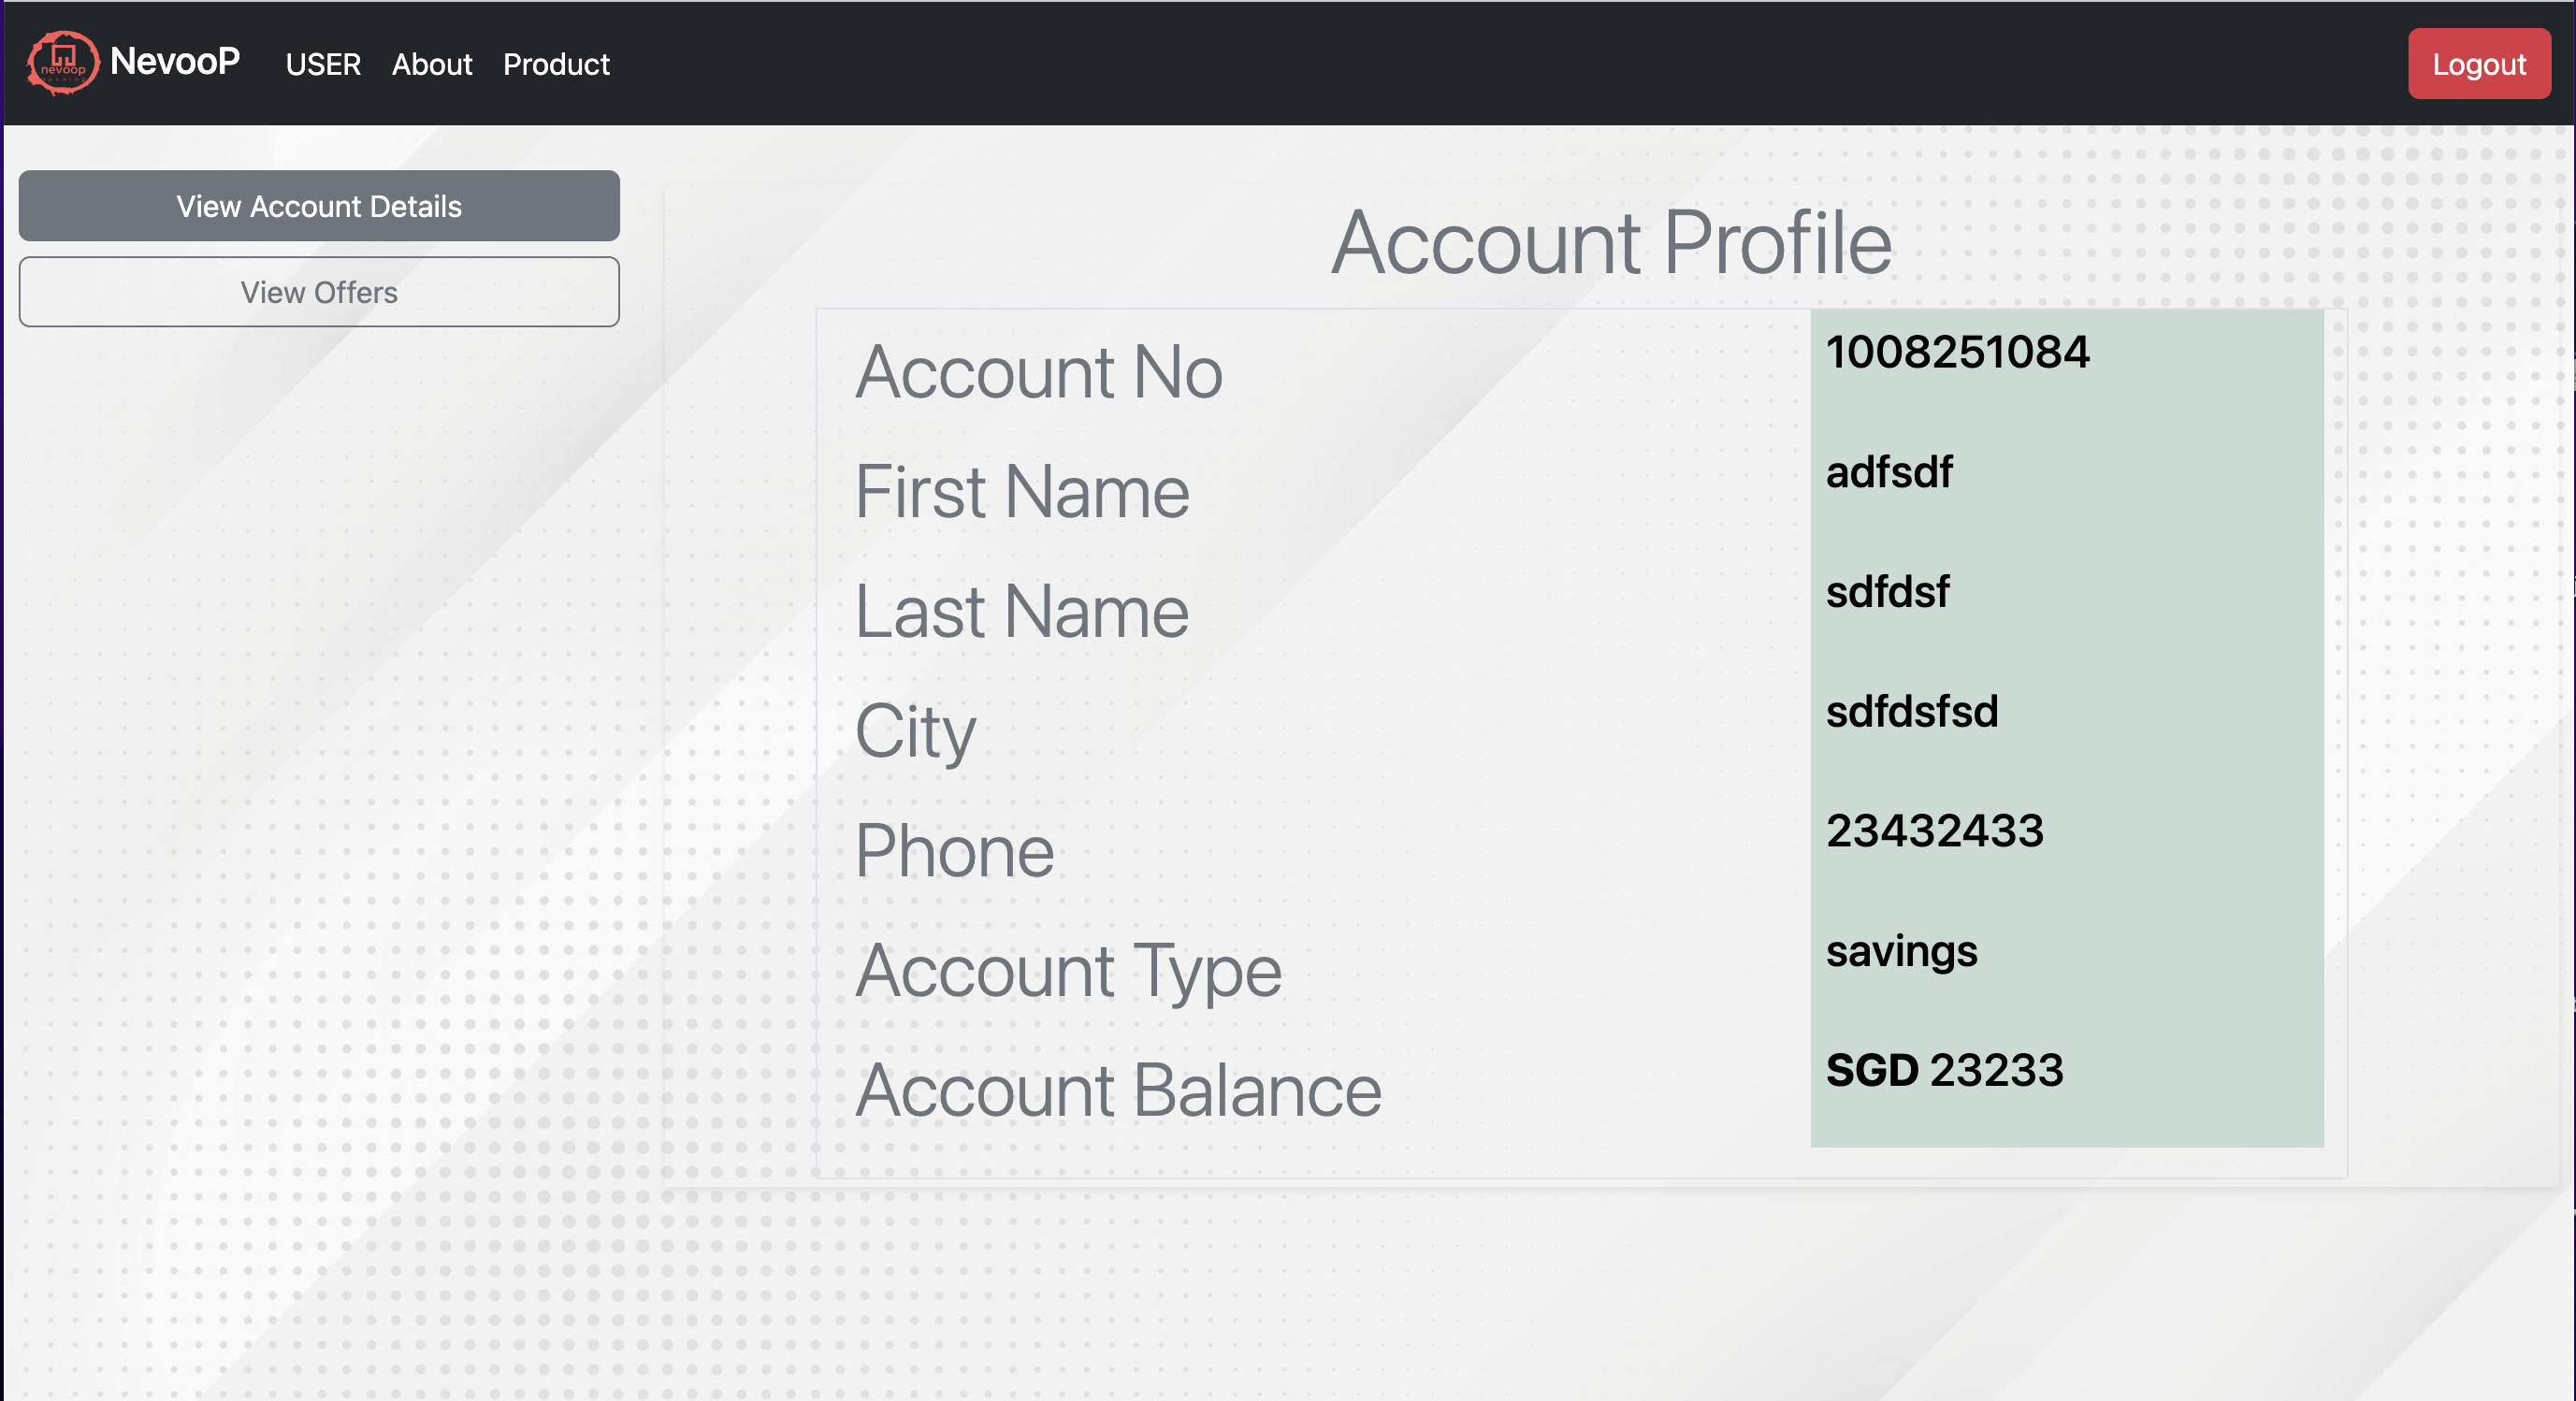 nevoop
NevooP USER About Product Logout
View Account Details
View Offers
Account Profile
Account No 1008251084
First Name adfsdf
Last Name sdfdsf
City sdfdsfsd
Phone 23432433
Account Type savings
Account Balance SGD 23233